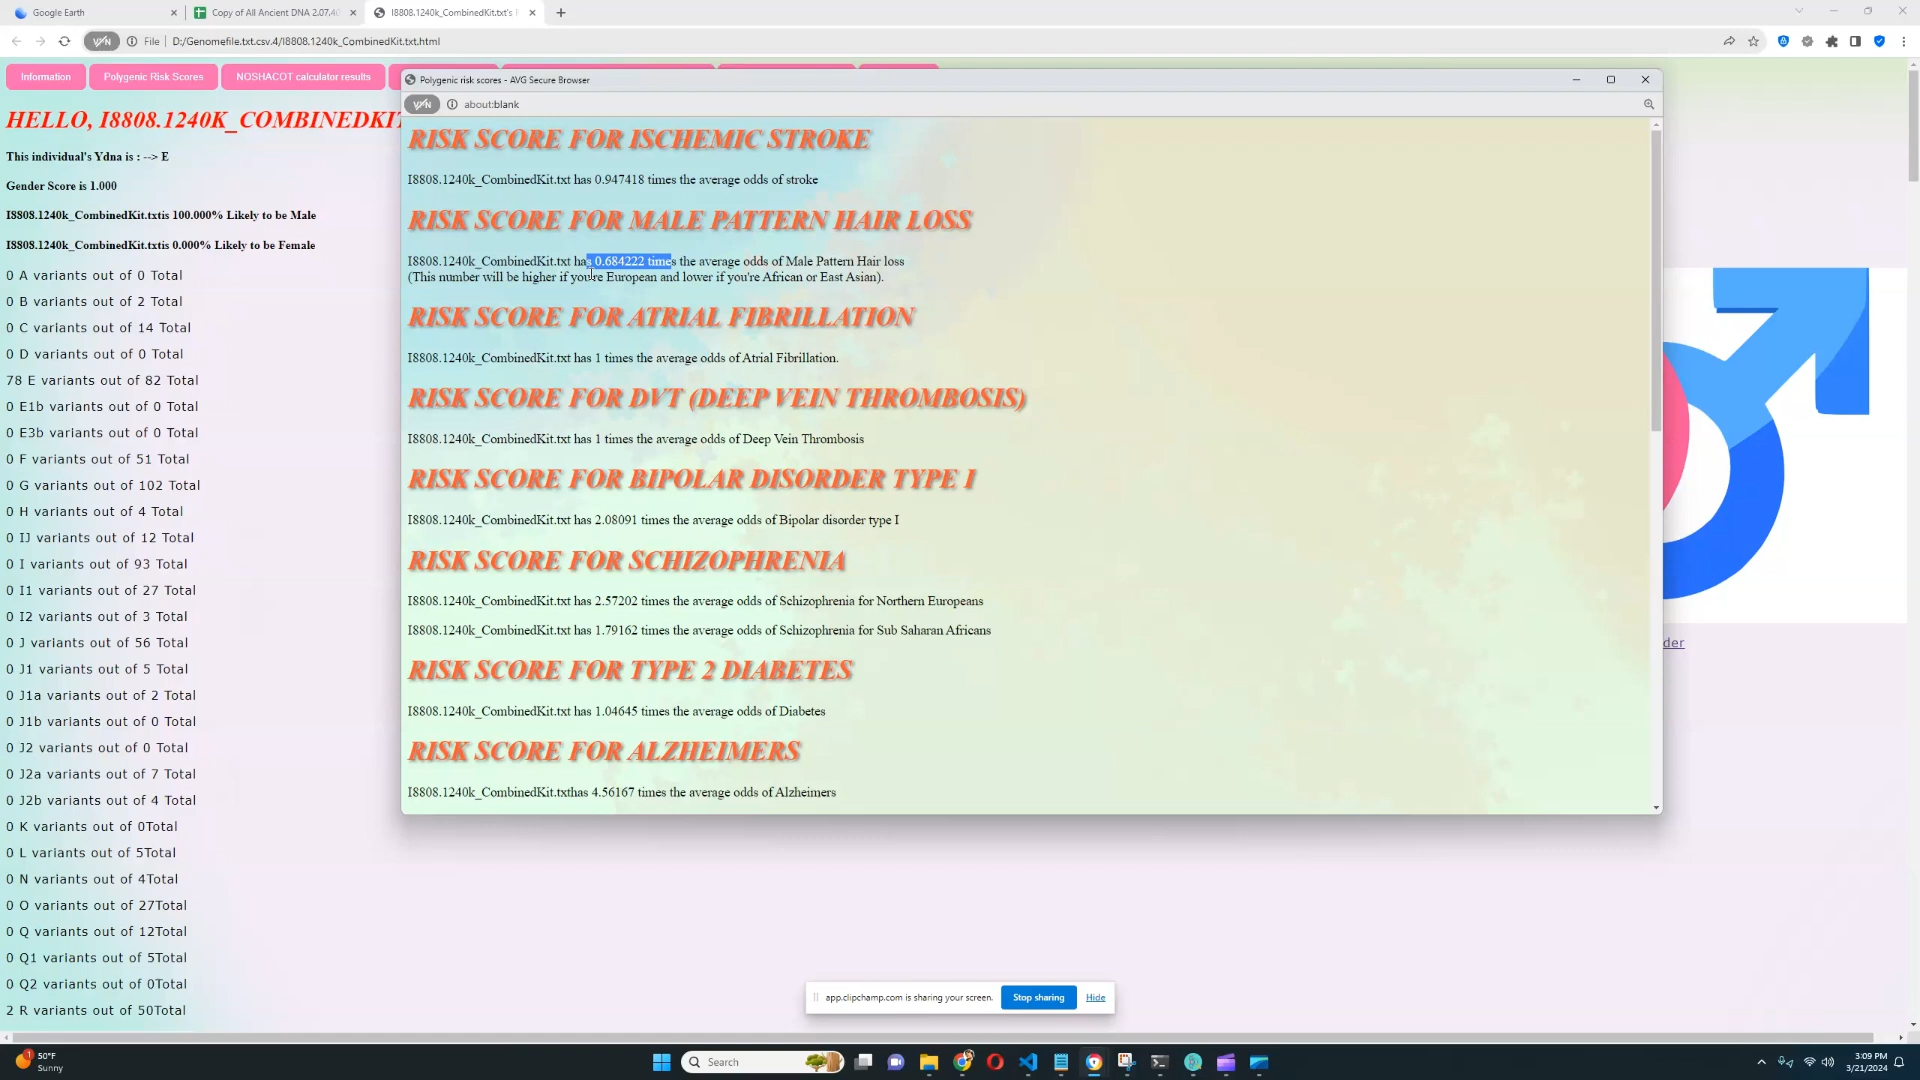 Google Earth
Copy of All Ancient DNA 2.07.40
I8808.1240k_CombinedKit.txt's
File D:/Genomefile.txt.csv.4/I8808.1240k_CombinedKit.txt.html
Information
Polygenic Risk Scores
NOSHACOT calculator results
HELLO, I8808.1240K_COMBINEDKIT
This individual's Ydna is : --> E
Gender Score is 1.000
I8808.1240k_CombinedKit.txtis 100.000% Likely to be Male
I8808.1240k_CombinedKit.txtis 0.000% Likely to be Female
0 A variants out of 0 Total
0 B variants out of 2 Total
0 C variants out of 14 Total
0 D variants out of 0 Total
78 E variants out of 82 Total
0 E1b variants out of 0 Total
0 E3b variants out of 0 Total
0 F variants out of 51 Total
0 G variants out of 102 Total
0 H variants out of 4 Total
0 IJ variants out of 12 Total
0 I variants out of 93 Total
0 I1 variants out of 27 Total
0 I2 variants out of 3 Total
0 J variants out of 56 Total
0 J1 variants out of 5 Total
0 J1a variants out of 2 Total
0 J1b variants out of 0 Total
0 J2 variants out of 0 Total
0 J2a variants out of 7 Total
0 J2b variants out of 4 Total
0 K variants out of 0Total
0 L variants out of 5Total
0 N variants out of 4Total
0 O variants out of 27Total
0 Q variants out of 12Total
0 Q1 variants out of 5Total
0 Q2 variants out of 0Total
2 R variants out of 50Total
Polygenic risk scores - AVG Secure Browser
VPN about:blank
RISK SCORE FOR ISCHEMIC STROKE
I8808.1240k_CombinedKit.txt has 0.947418 times the average odds of stroke
RISK SCORE FOR MALE PATTERN HAIR LOSS
I8808.1240k_CombinedKit.txt has 0.684222 times the average odds of Male Pattern Hair loss
(This number will be higher if you're European and lower if you're African or East Asian).
RISK SCORE FOR ATRIAL FIBRILLATION
I8808.1240k_CombinedKit.txt has 1 times the average odds of Atrial Fibrillation.
RISK SCORE FOR DVT (DEEP VEIN THROMBOSIS)
I8808.1240k_CombinedKit.txt has 1 times the average odds of Deep Vein Thrombosis
RISK SCORE FOR BIPOLAR DISORDER TYPE I
I8808.1240k_CombinedKit.txt has 2.08091 times the average odds of Bipolar disorder type I
RISK SCORE FOR SCHIZOPHRENIA
I8808.1240k_CombinedKit.txt has 2.57202 times the average odds of Schizophrenia for Northern Europeans
I8808.1240k_CombinedKit.txt has 1.79162 times the average odds of Schizophrenia for Sub Saharan Africans
RISK SCORE FOR TYPE 2 DIABETES
I8808.1240k_CombinedKit.txt has 1.04645 times the average odds of Diabetes
RISK SCORE FOR ALZHEIMERS
I8808.1240k_CombinedKit.txthas 4.56167 times the average odds of Alzheimers
der
app.clipchamp.com is sharing your screen.
Stop sharing
Hide
1
50°F
Sunny
Search
3:09 PM
3/21/2024